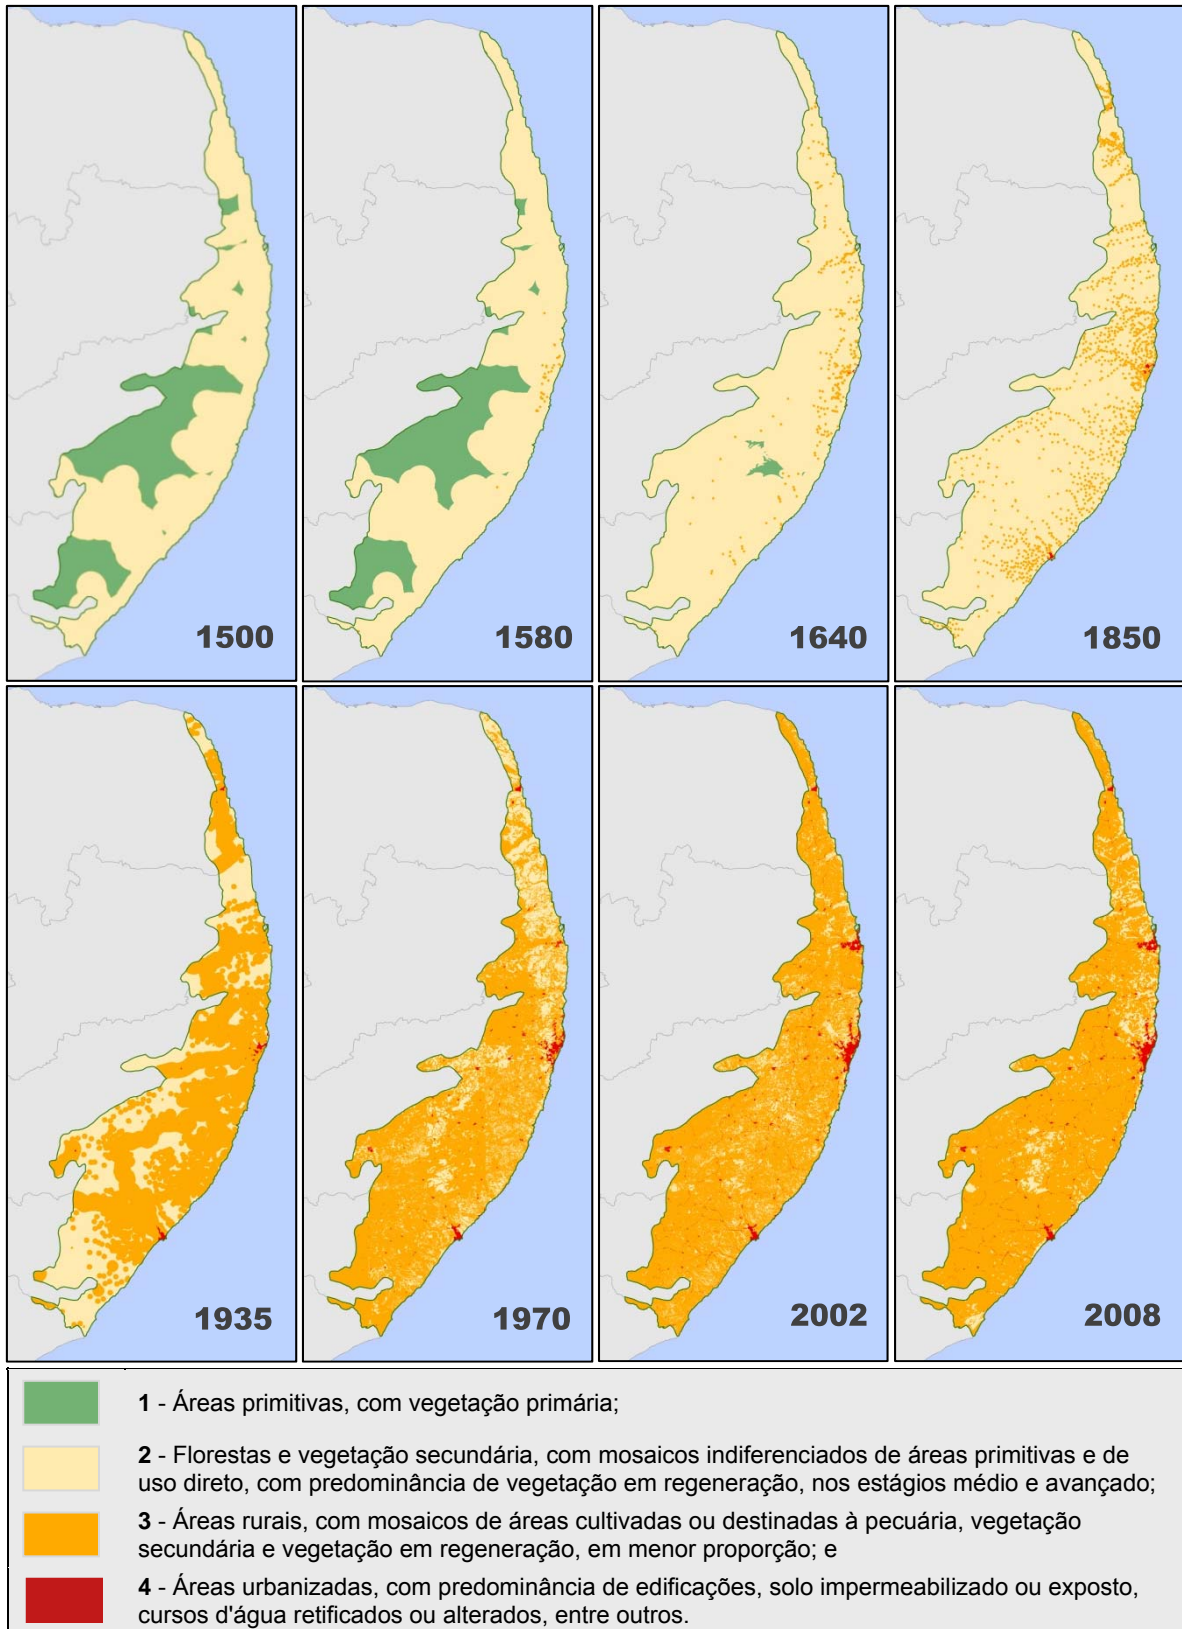 1500
1580
1640
1850
1935
1970
2002
2008
1 - Áreas primitivas, com vegetação primária;
2 - Florestas e vegetação secundária, com mosaicos indiferenciados de áreas primitivas e de
uso direto, com predominância de vegetação em regeneração, nos estágios médio e avançado;
3 - Áreas rurais, com mosaicos de áreas cultivadas ou destinadas à pecuária, vegetação
secundária e vegetação em regeneração, em menor proporção; e
4 - Áreas urbanizadas, com predominância de edificações, solo impermeabilizado ou exposto,
cursos d'água retificados ou alterados, entre outros.